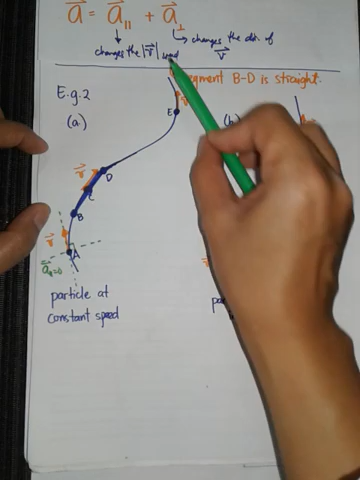 a⃗ = a⃗∥ + a⃗⊥
changes the |v⃗| speed
changes the dir. of
v⃗
segment B-D is straight.
E.g.2
(a)
(b)
E
v⃗
D
v⃗
C
B
v⃗
A
a⃗∥=0
particle at
constant speed